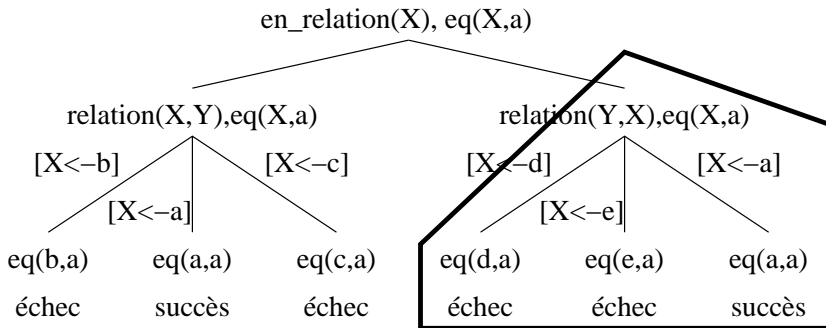 en_relation(X), eq(X,a)
relation(X,Y),eq(X,a) relation(Y,X),eq(X,a)
[X<−b] [X<−c] [X<−d] [X<−a]
[X<−a] [X<−e]
eq(b,a) eq(a,a) eq(c,a) eq(d,a) eq(e,a) eq(a,a)
échec succès échec échec échec succès